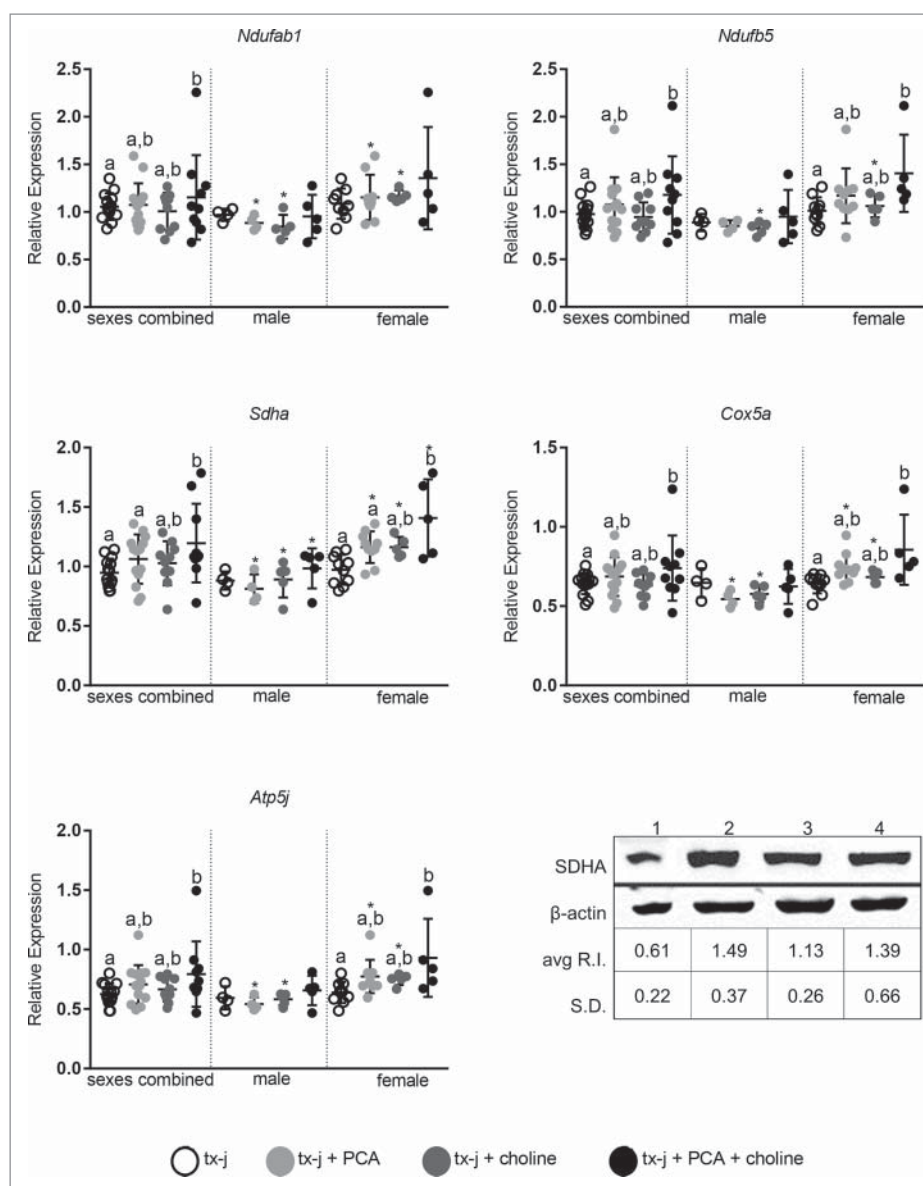 Ndufab1
Ndufb5
2.5
2.0
1.5
1.0
0.5
0.0
Relative Expression
a
a,b
a,b
b
*
*
*
*
sexes combined
male
female
2.5
2.0
1.5
1.0
0.5
0.0
Relative Expression
a
a,b
a,b
b
*
a
a,b
*
a,b
b
sexes combined
male
female
Sdha
Cox5a
2.0
1.5
1.0
0.5
0.0
Relative Expression
a
a
a,b
b
*
*
*
a
*
a
*
a,b
*
b
sexes combined
male
female
1.5
1.0
0.5
0.0
Relative Expression
a
a,b
a,b
b
*
*
a
*
a,b
*
a,b
b
sexes combined
male
female
Atp5j
2.0
1.5
1.0
0.5
0.0
Relative Expression
a
a,b
a,b
b
*
*
a
*
a,b
*
a,b
b
sexes combined
male
female
1 2 3 4
SDHA
β-actin
avg R.I. 0.61 1.49 1.13 1.39
S.D. 0.22 0.37 0.26 0.66
tx-j tx-j + PCA tx-j + choline tx-j + PCA + choline